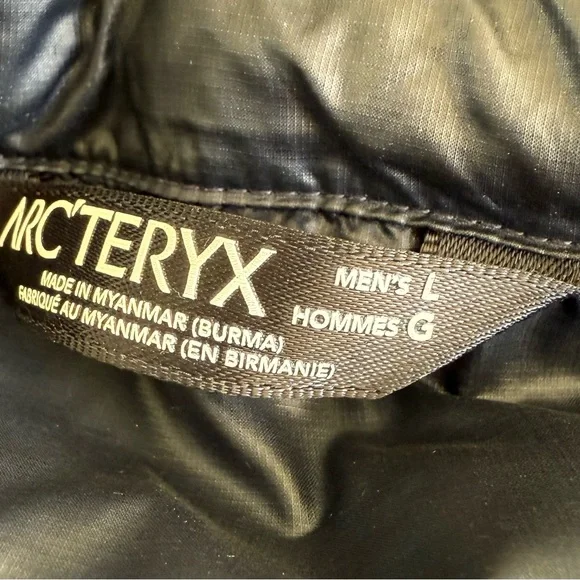 ARC'TERYX
MADE IN MYANMAR (BURMA)
FABRIQUÉ AU MYANMAR (EN BIRMANIE)
MEN'S L
HOMMES G